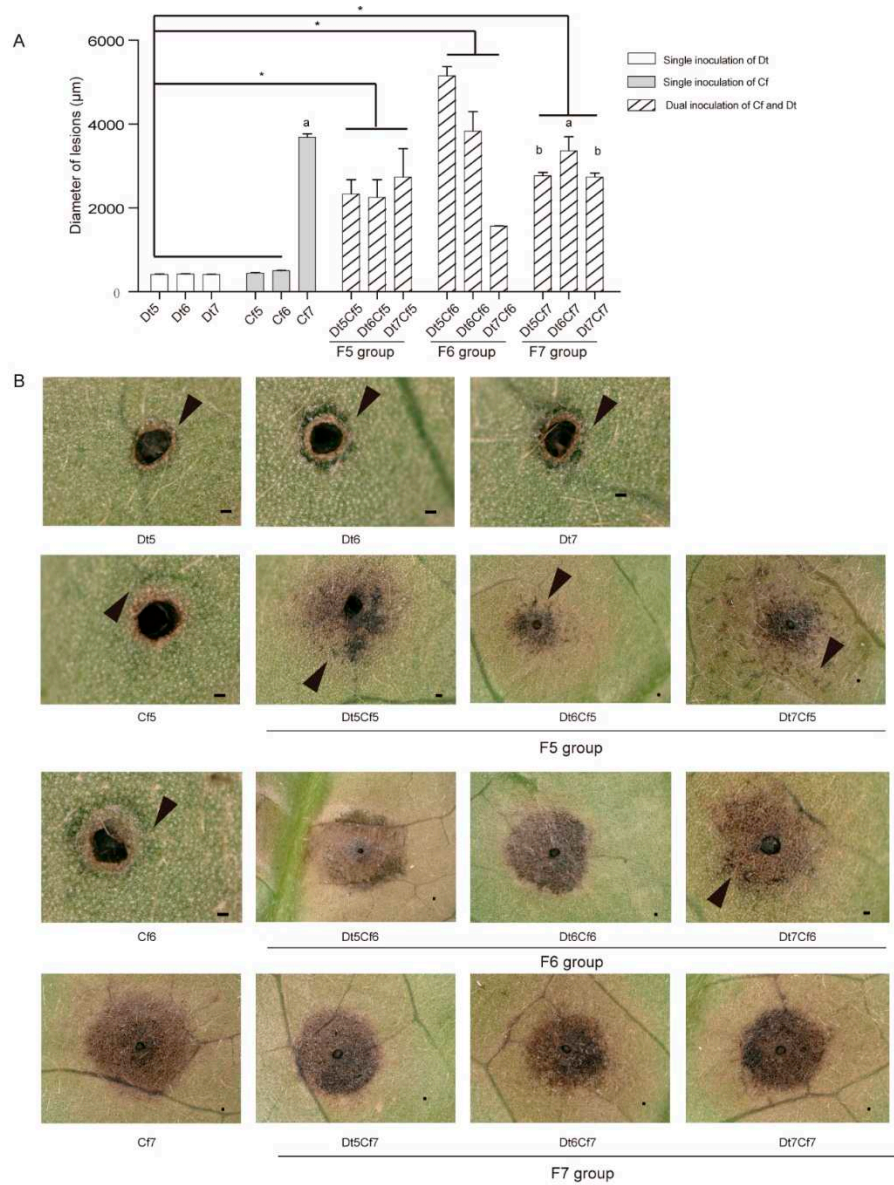 A
Diameter of lesions (μm)
6000
4000
2000
0
*
*
*
a
b
a
b
Single inoculation of Dt
Single inoculation of Cf
Dual inoculation of Cf and Dt
Dt5
Dt6
Dt7
Cf5
Cf6
Cf7
Dt5Cf5
Dt6Cf5
Dt7Cf5
Dt5Cf6
Dt6Cf6
Dt7Cf6
Dt5Cf7
Dt6Cf7
Dt7Cf7
F5 group
F6 group
F7 group
B
Dt5 Dt6 Dt7
Cf5 Dt5Cf5 Dt6Cf5 Dt7Cf5
F5 group
Cf6 Dt5Cf6 Dt6Cf6 Dt7Cf6
F6 group
Cf7 Dt5Cf7 Dt6Cf7 Dt7Cf7
F7 group